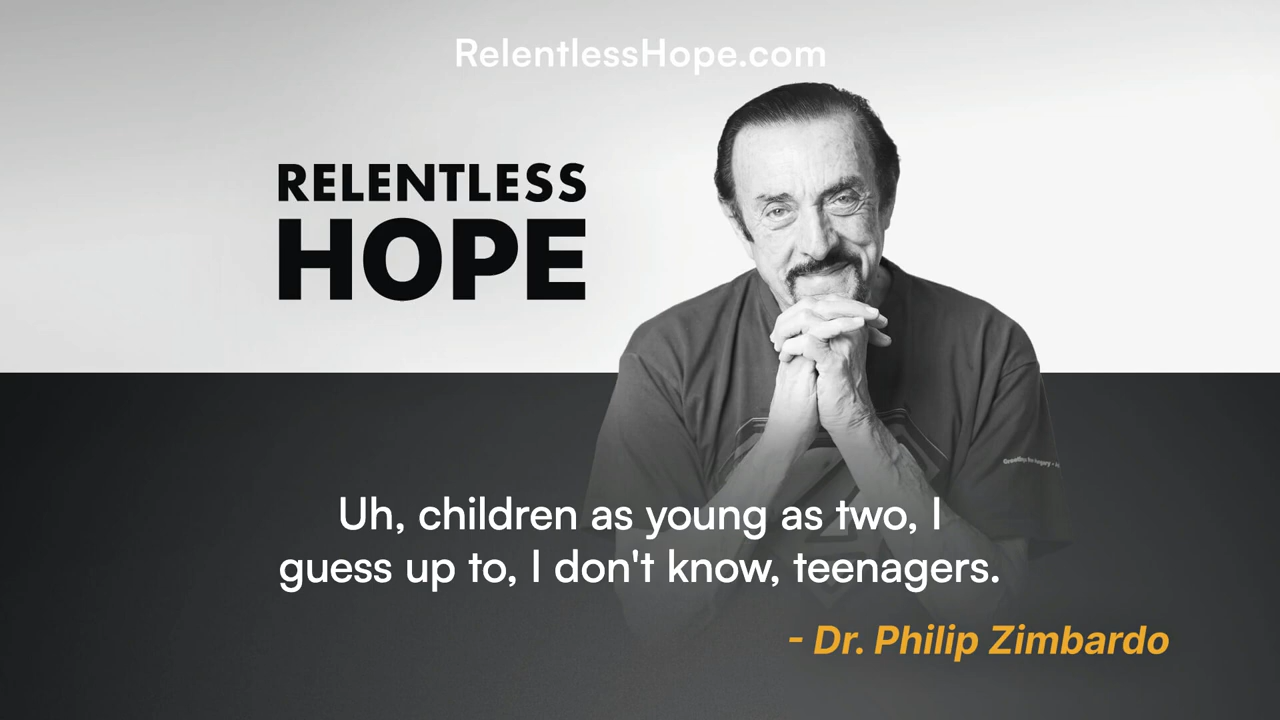 RelentlessHope.com
RELENTLESS
HOPE
Uh, children as young as two, I
guess up to, I don't know, teenagers.
- Dr. Philip Zimbardo